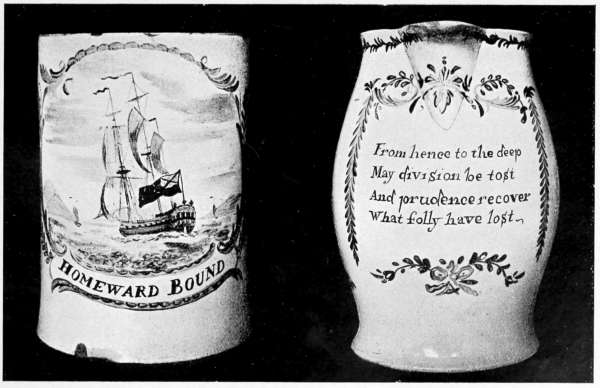 HOMEWARD BOUND
From hence to the deep
May division be tost
And prudence recover
What folly have lost